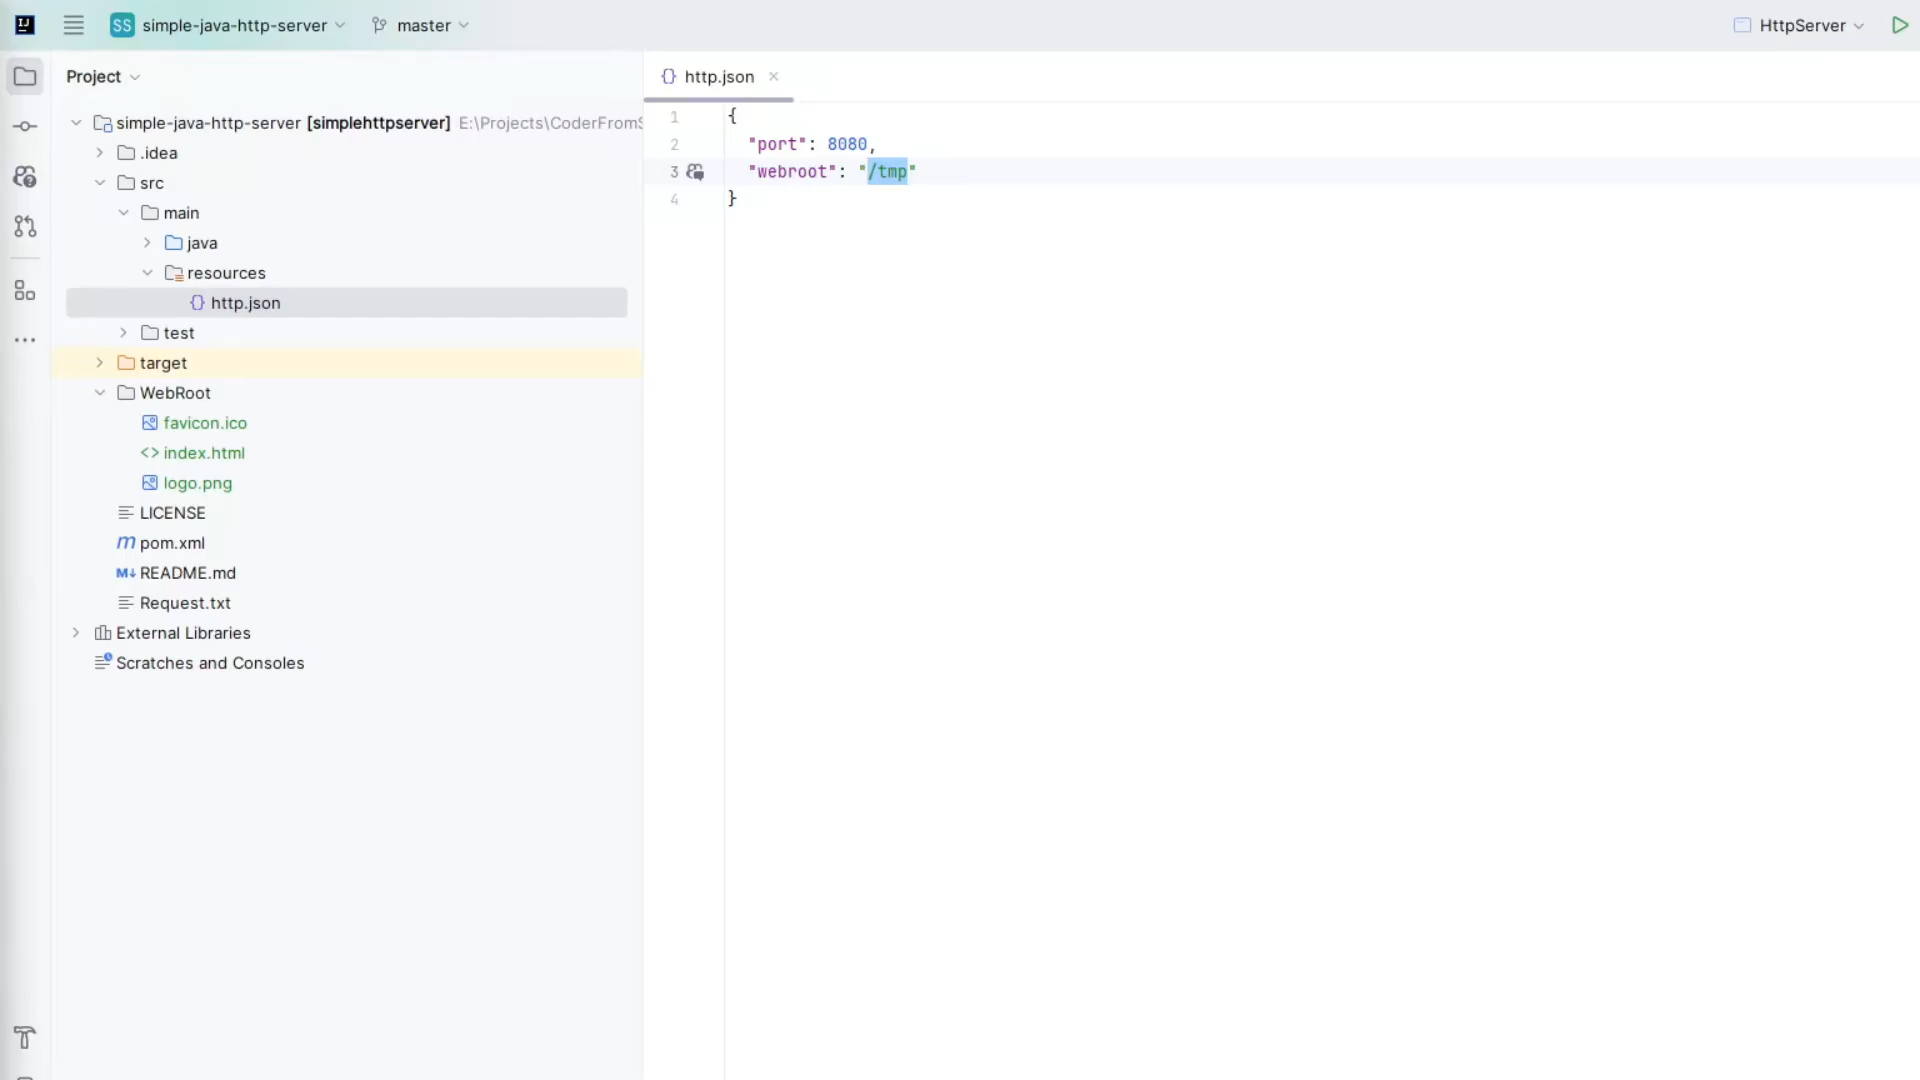 SS simple-java-http-server master HttpServer
Project
simple-java-http-server [simplehttpserver] E:\Projects\CoderFrom
.idea
src
main
java
resources
http.json
test
target
WebRoot
favicon.ico
<> index.html
logo.png
LICENSE
m pom.xml
M↓ README.md
Request.txt
External Libraries
Scratches and Consoles
{} http.json
1 {
2 "port": 8080,
3 "webroot": "/tmp"
4 }